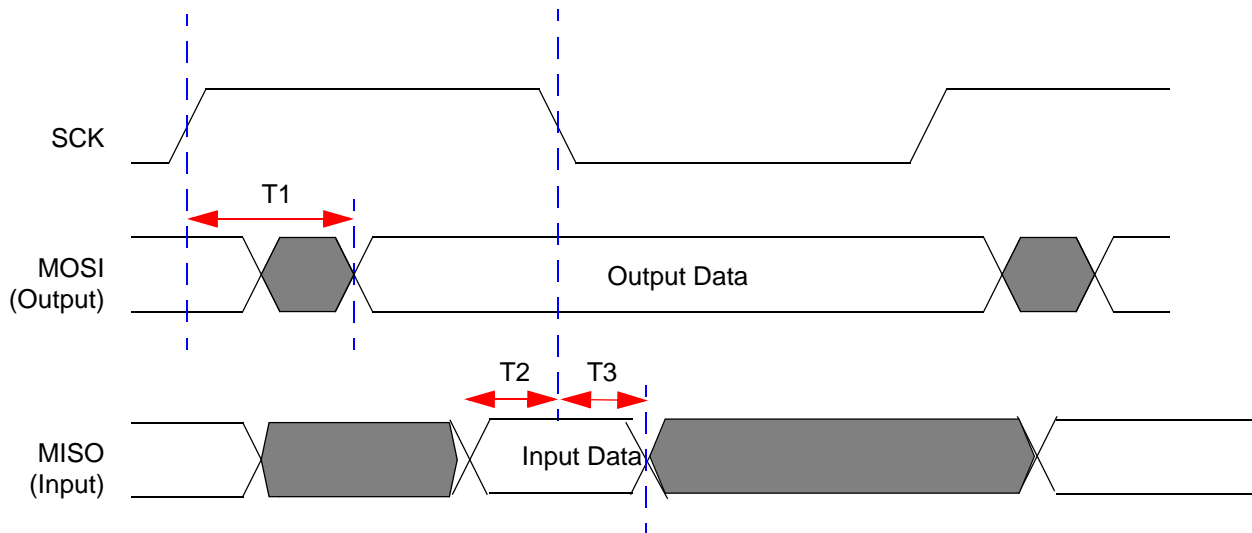 SCK
T1
MOSI
(Output)
Output Data
T2
T3
MISO
(Input)
Input Data